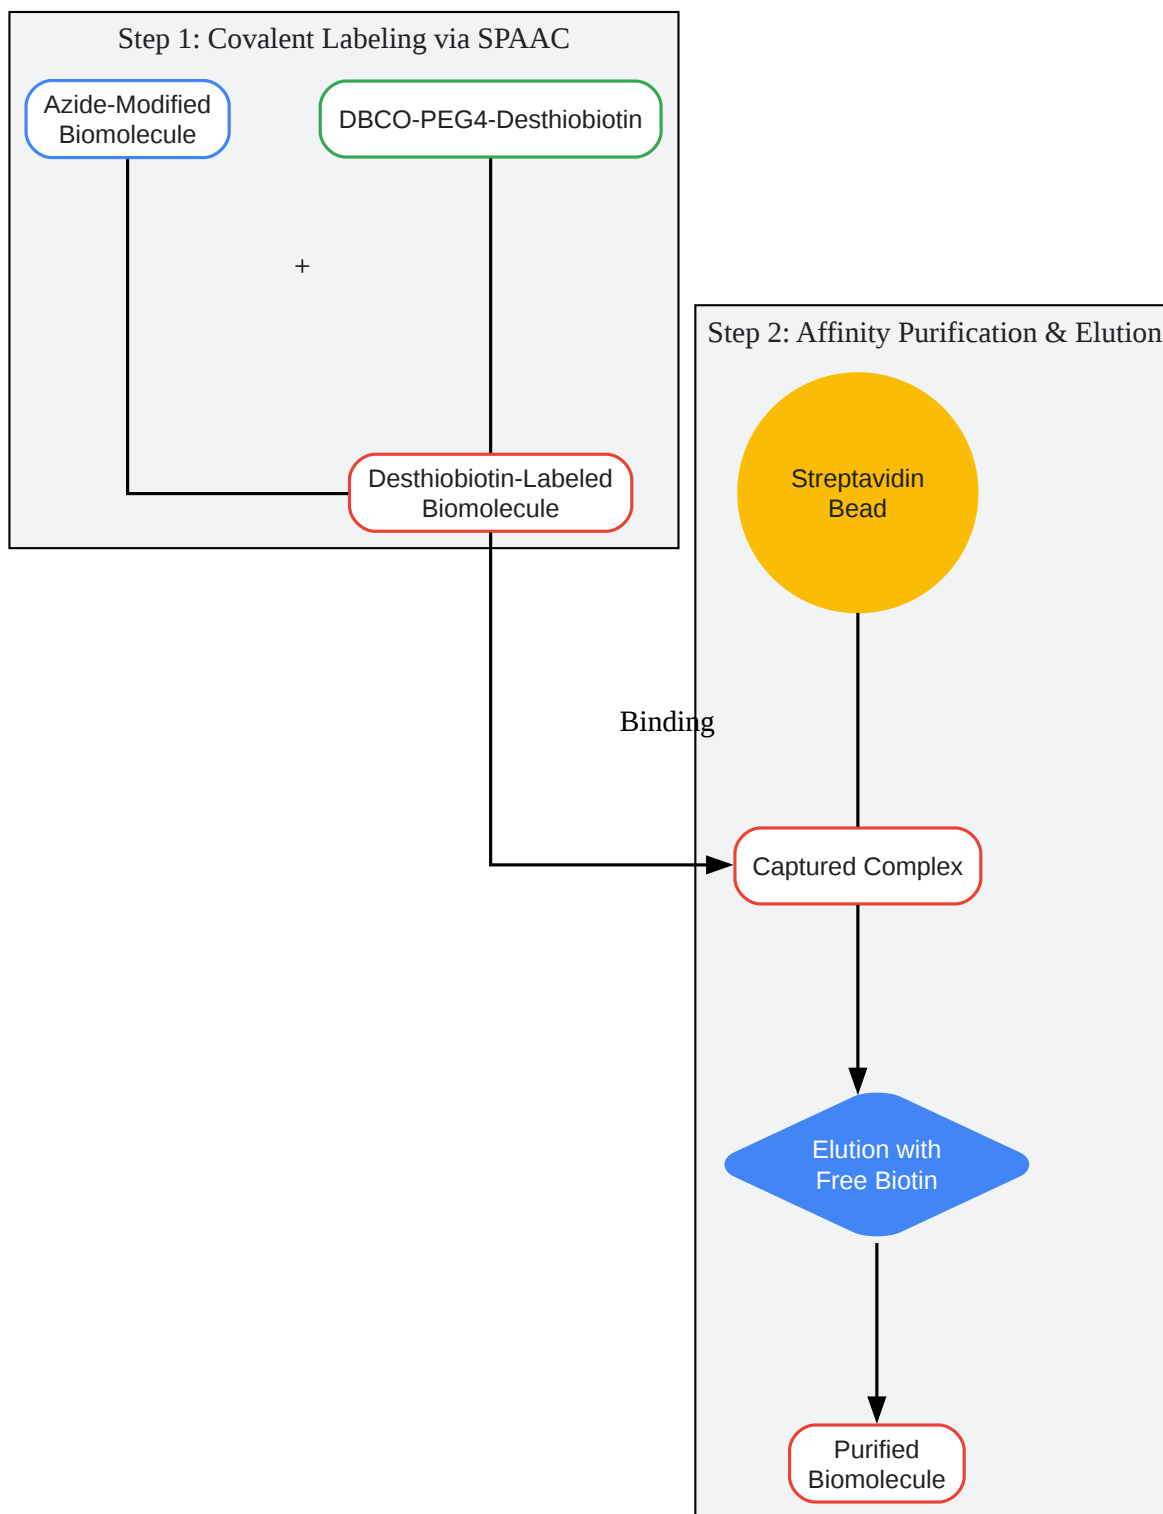 Step 1: Covalent Labeling via SPAAC
Azide-Modified
Biomolecule
DBCO-PEG4-Desthiobiotin
+
Desthiobiotin-Labeled
Biomolecule
Step 2: Affinity Purification & Elution
Streptavidin
Bead
Binding
Captured Complex
Elution with
Free Biotin
Purified
Biomolecule